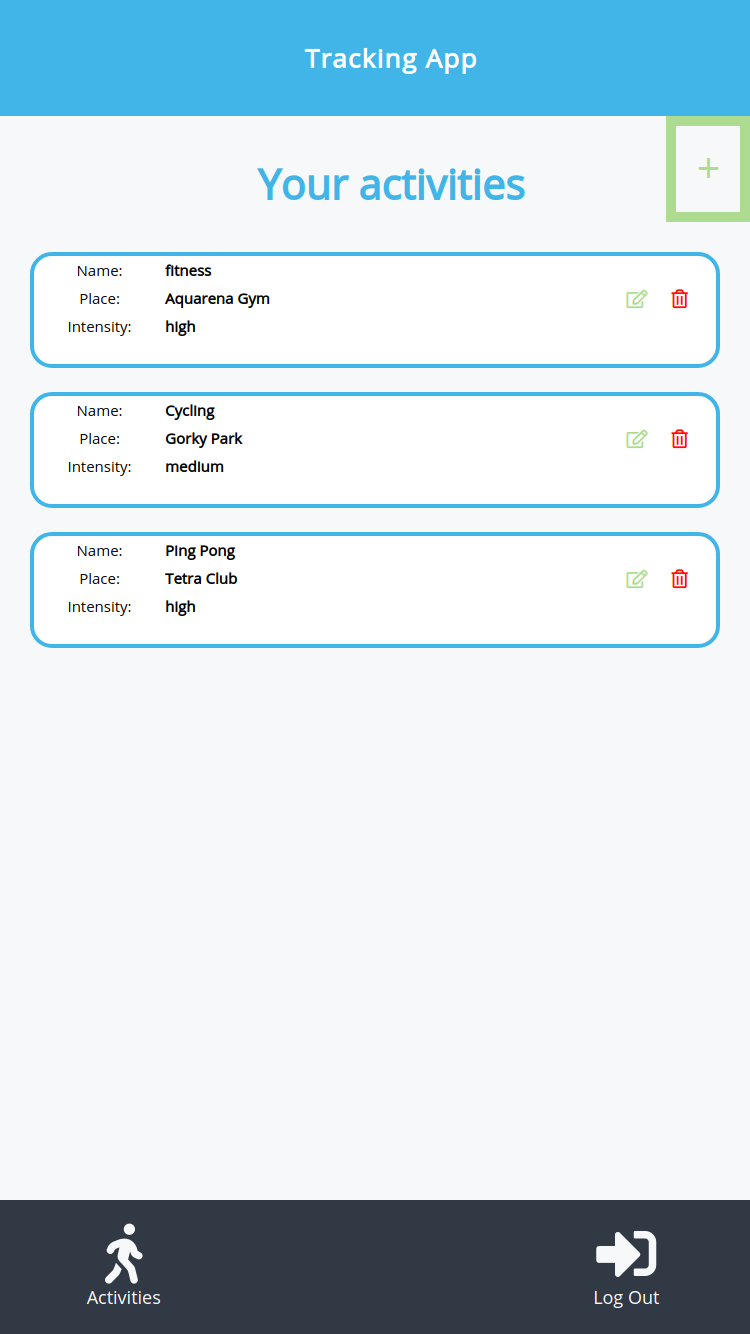 Tracking App
+
Your activities
Name: fitness
Place: Aquarena Gym
Intensity: high
Name: Cycling
Place: Gorky Park
Intensity: medium
Name: Ping Pong
Place: Tetra Club
Intensity: high
Activities
Log Out